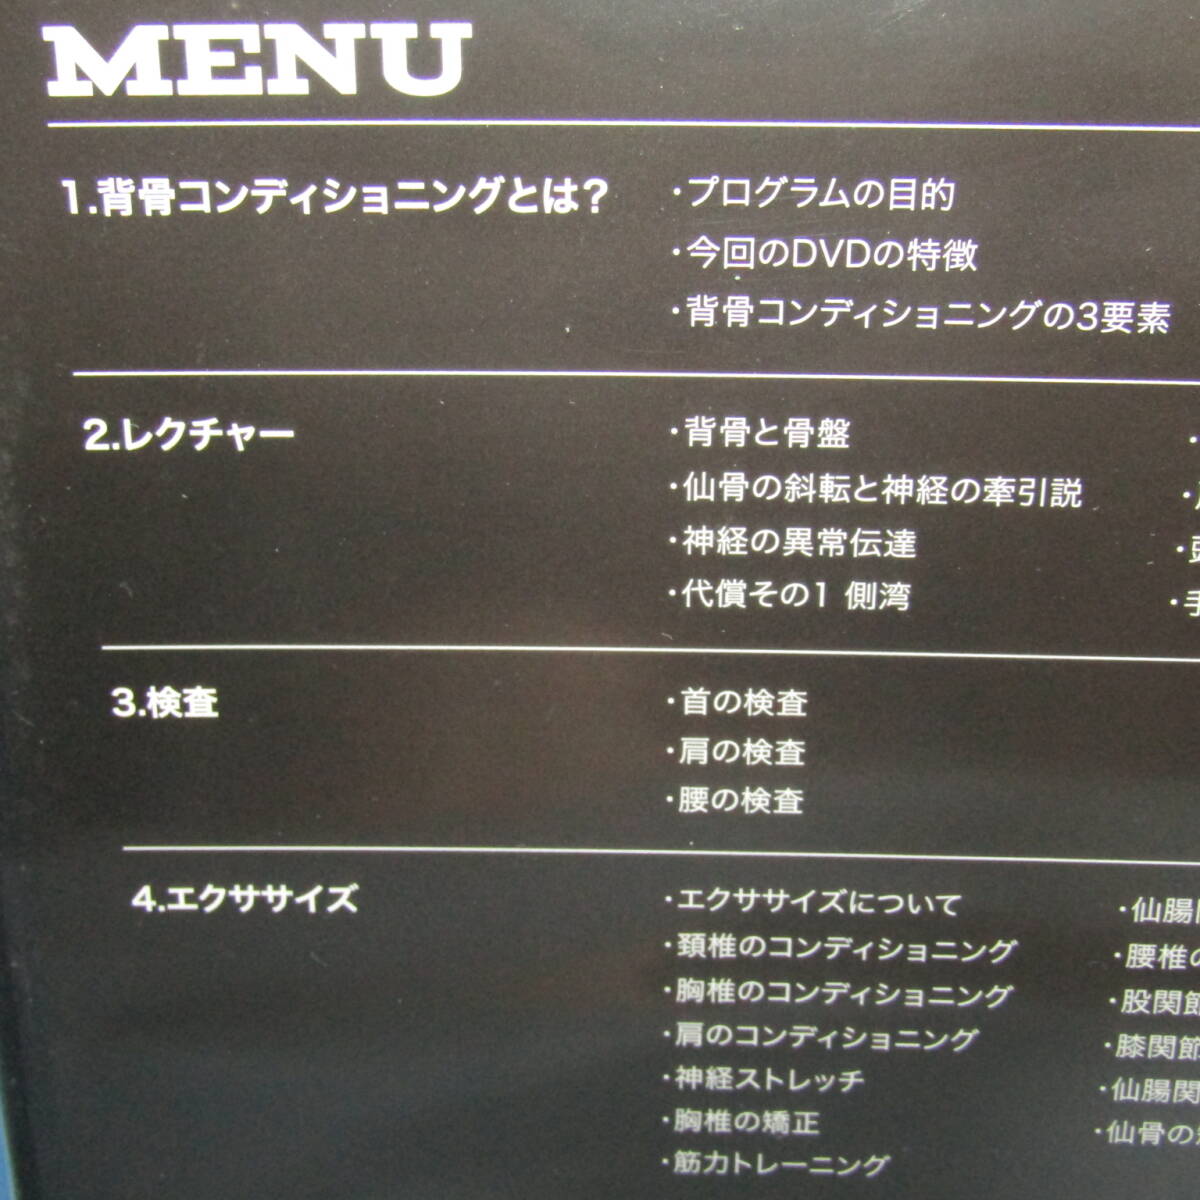 MENU
1.背骨コンディショニングとは？
・プログラムの目的
・今回のDVDの特徴
・背骨コンディショニングの3要素
2.レクチャー
・背骨と骨盤
・仙骨の斜転と神経の牽引説
・神経の異常伝達
・代償その1 側湾
・手
3.検査
・首の検査
・肩の検査
・腰の検査
4.エクササイズ
・エクササイズについて
・頚椎のコンディショニング
・胸椎のコンディショニング
・肩のコンディショニング
・神経ストレッチ
・胸椎の矯正
・筋力トレーニング
・仙腸関
・腰椎の
・股関節
・膝関節
・仙腸関
・仙骨の